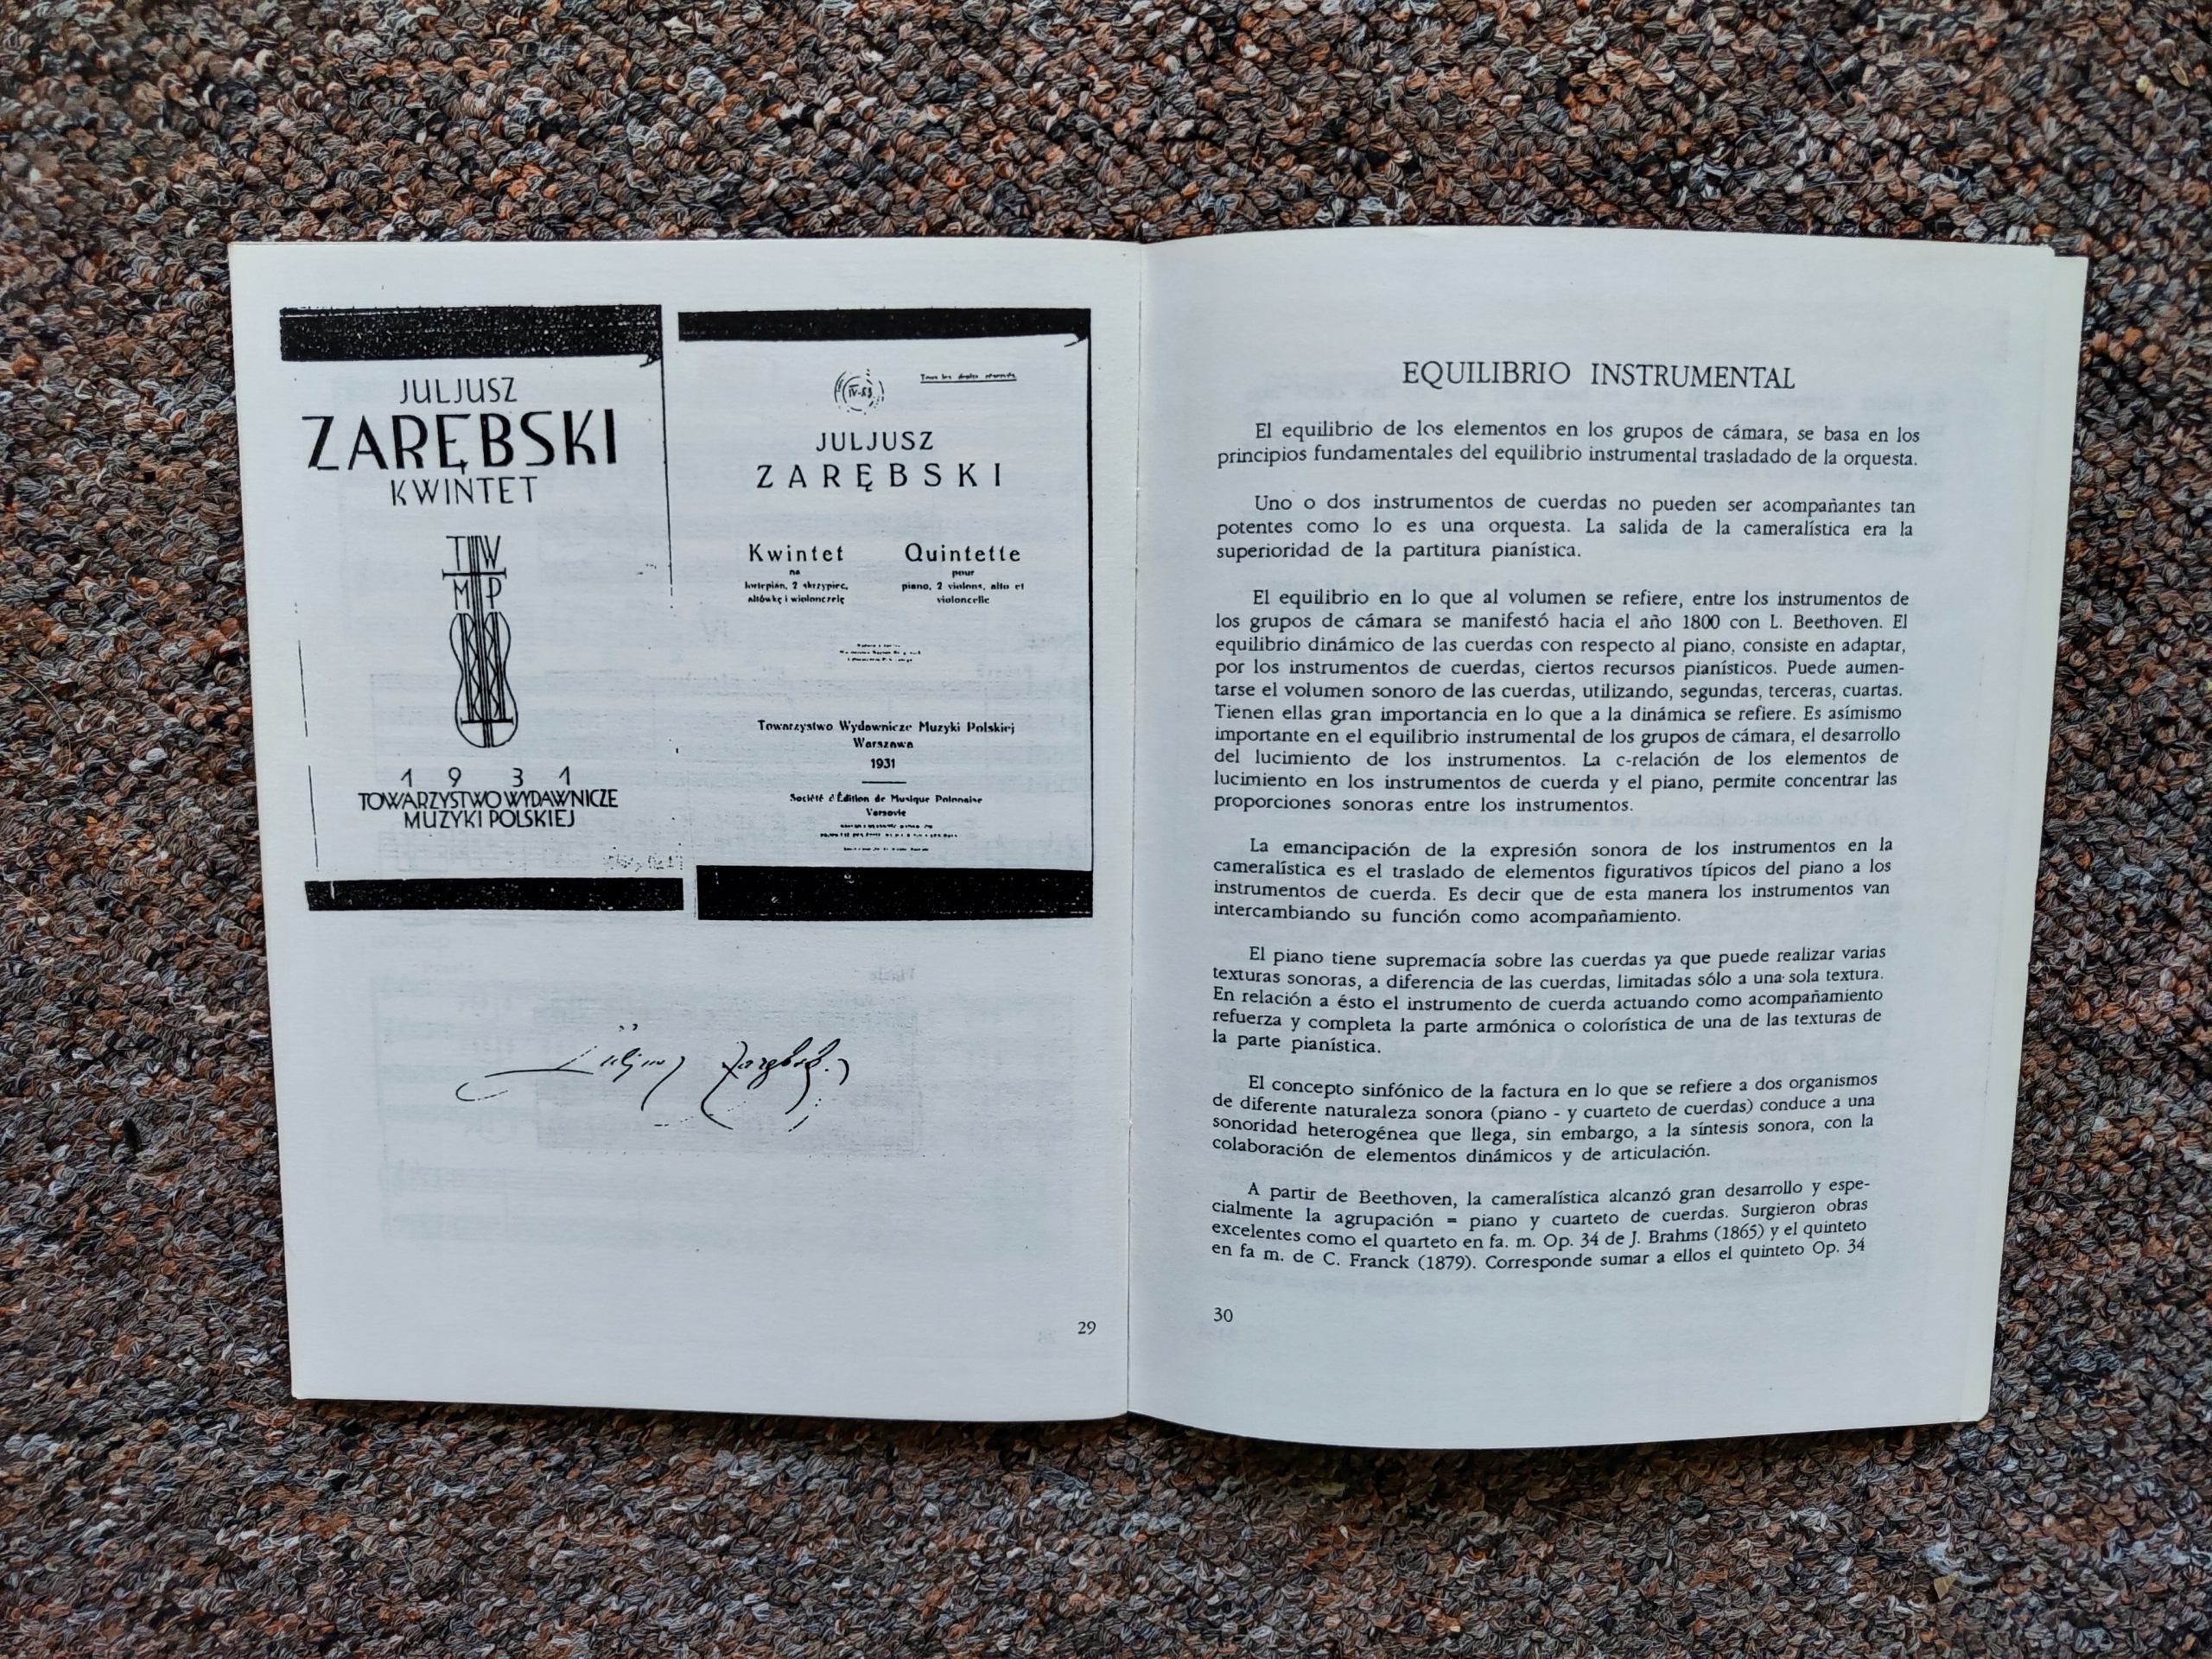 JULJUSZ
ZARĘBSKI
KWINTET
T W
M P
1 9 3 1
TOWARZYSTWO WYDAWNICZE
MUZYKI POLSKIEJ
IV-83
Tous les droits réservés
JULJUSZ
ZARĘBSKI
Kwintet
na
fortepian, 2 skrzypiec,
altówkę i wiolonczelę
Quintette
pour
piano, 2 violons, alto et
violoncelle
Towarzystwo Wydawnicze Muzyki Polskiej
Warszawa
1931
Société d'Édition de Musique Polonaise
Varsovie
Juljusz Zarębski
29
EQUILIBRIO INSTRUMENTAL
El equilibrio de los elementos en los grupos de cámara, se basa en los
principios fundamentales del equilibrio instrumental trasladado de la orquesta.
Uno o dos instrumentos de cuerdas no pueden ser acompañantes tan
potentes como lo es una orquesta. La salida de la cameralística era la
superioridad de la partitura pianística.
El equilibrio en lo que al volumen se refiere, entre los instrumentos de
los grupos de cámara se manifestó hacia el año 1800 con L. Beethoven. El
equilibrio dinámico de las cuerdas con respecto al piano, consiste en adaptar,
por los instrumentos de cuerdas, ciertos recursos pianísticos. Puede aumen-
tarse el volumen sonoro de las cuerdas, utilizando, segundas, terceras, cuartas.
Tienen ellas gran importancia en lo que a la dinámica se refiere. Es asímismo
importante en el equilibrio instrumental de los grupos de cámara, el desarrollo
del lucimiento de los instrumentos. La c-relación de los elementos de
lucimiento en los instrumentos de cuerda y el piano, permite concentrar las
proporciones sonoras entre los instrumentos.
La emancipación de la expresión sonora de los instrumentos en la
cameralística es el traslado de elementos figurativos típicos del piano a los
instrumentos de cuerda. Es decir que de esta manera los instrumentos van
intercambiando su función como acompañamiento.
El piano tiene supremacía sobre las cuerdas ya que puede realizar varias
texturas sonoras, a diferencia de las cuerdas, limitadas sólo a una sola textura.
En relación a ésto el instrumento de cuerda actuando como acompañamiento
refuerza y completa la parte armónica o colorística de una de las texturas de
la parte pianística.
El concepto sinfónico de la factura en lo que se refiere a dos organismos
de diferente naturaleza sonora (piano - y cuarteto de cuerdas) conduce a una
sonoridad heterogénea que llega, sin embargo, a la síntesis sonora, con la
colaboración de elementos dinámicos y de articulación.
A partir de Beethoven, la cameralística alcanzó gran desarrollo y espe-
cialmente la agrupación = piano y cuarteto de cuerdas. Surgieron obras
excelentes como el quarteto en fa. m. Op. 34 de J. Brahms (1865) y el quinteto
en fa m. de C. Franck (1879). Corresponde sumar a ellos el quinteto Op. 34
30